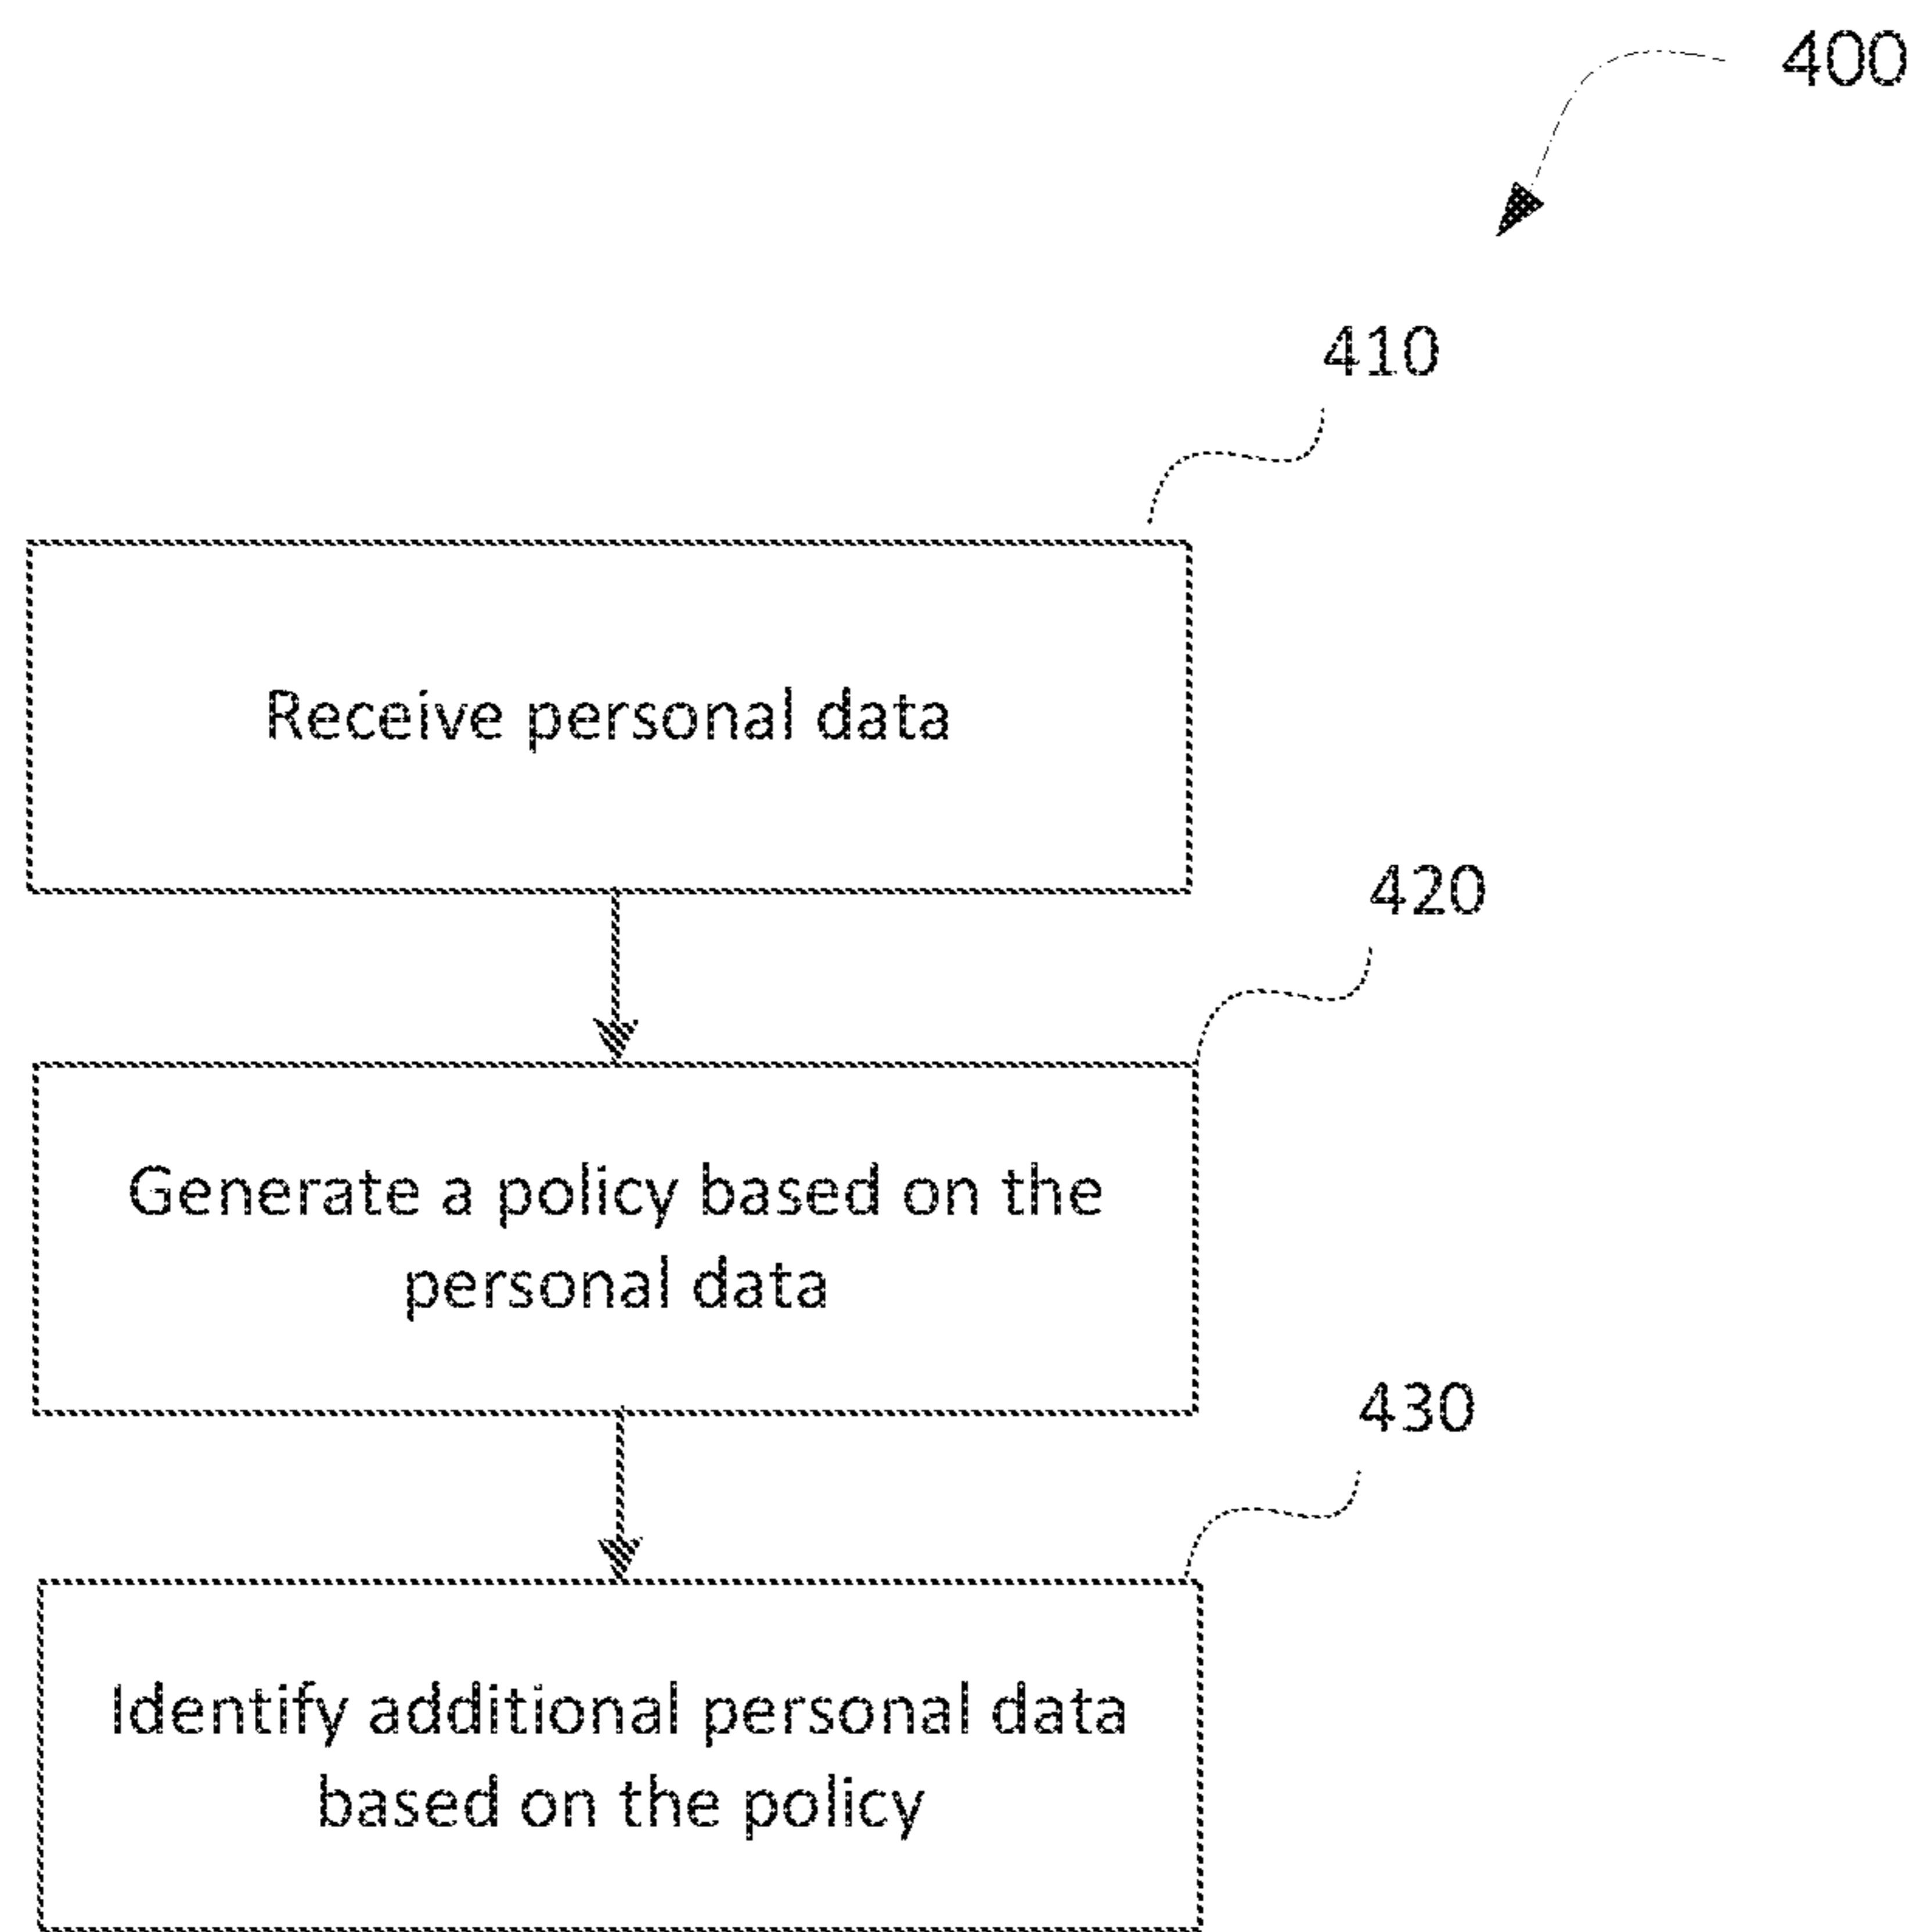 400
410
Receive personal data
420
Generate a policy based on the
personal data
430
Identify additional personal data
based on the policy